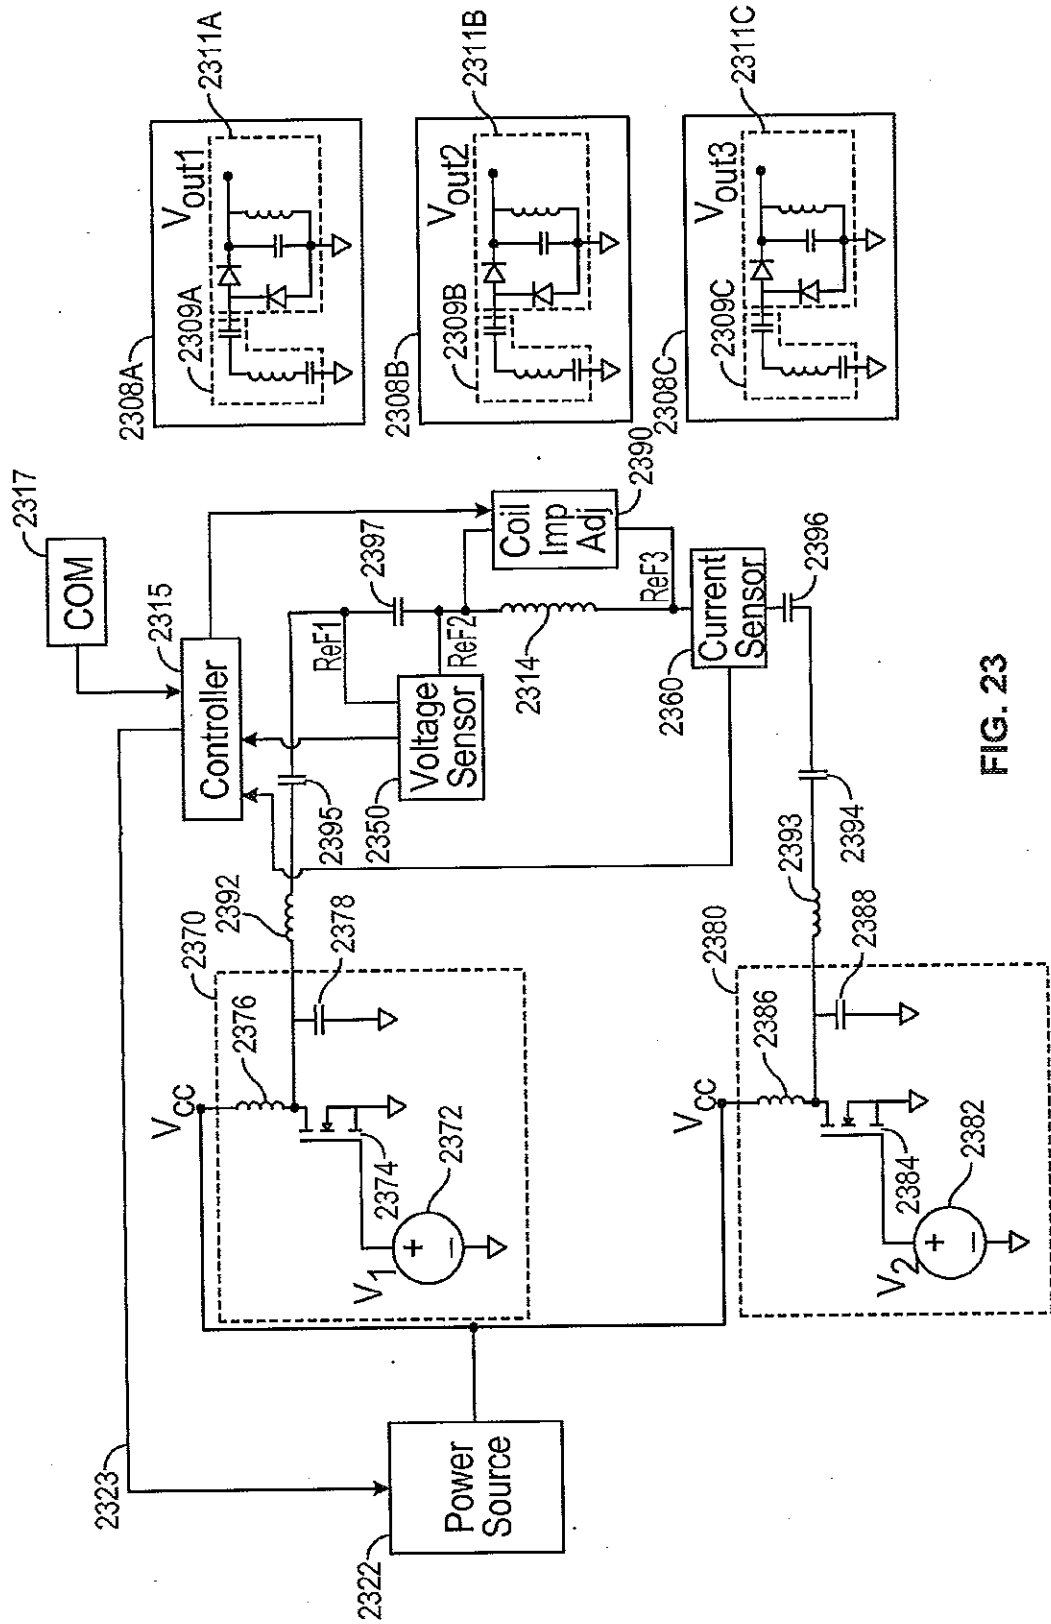 2308A
2309A
Vout1
2311A
2308B
2309B
Vout2
2311B
2308C
2309C
Vout3
2311C
COM
2317
Controller
2315
Coil
Imp
Adj
2390
2397
ReF1
ReF2
ReF3
Voltage
Sensor
2350
2314
Current
Sensor
2360
2396
2395
2394
2392
2393
2370
2376
2378
VCC
2374
2372
V1
+
−
2380
2386
2388
VCC
2384
2382
V2
+
−
2323
Power
Source
2322
FIG. 23